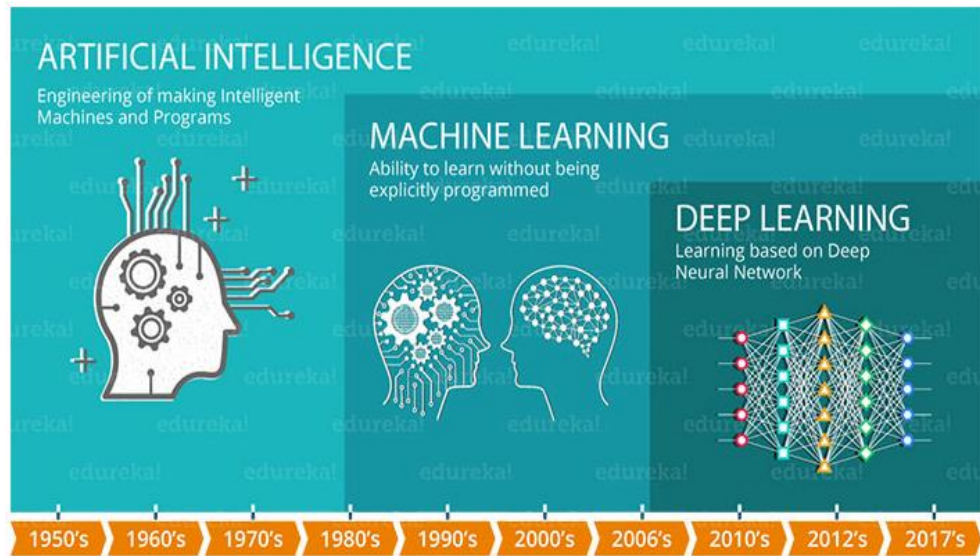 ARTIFICIAL INTELLIGENCE
Engineering of making Intelligent
Machines and Programs
MACHINE LEARNING
Ability to learn without being
explicitly programmed
DEEP LEARNING
Learning based on Deep
Neural Network
1950's 1960's 1970's 1980's 1990's 2000's 2006's 2010's 2012's 2017's
edureka!